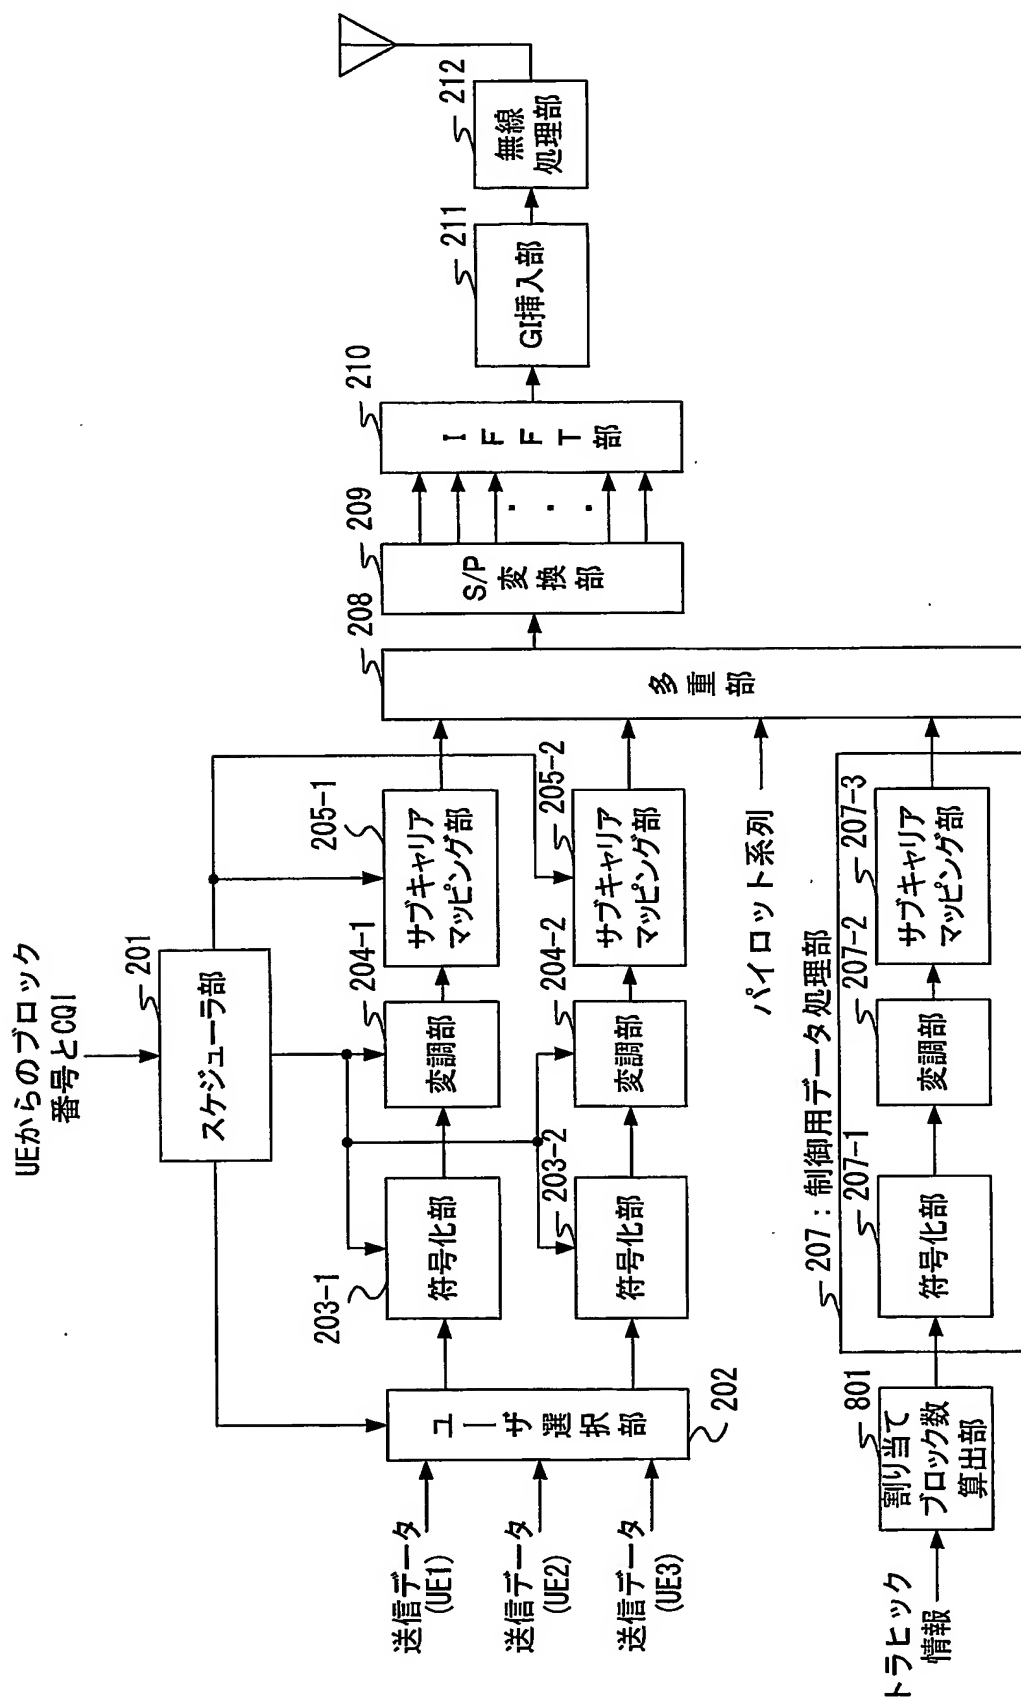 UEからのブロック
番号とCQI
201
スケジューラ部
送信データ
(UE1)
送信データ
(UE2)
送信データ
(UE3)
ユーザ選択部
202
203-1
符号化部
204-1
変調部
205-1
サブキャリア
マッピング部
203-2
符号化部
204-2
変調部
205-2
サブキャリア
マッピング部
パイロット系列
トラヒック
情報
801
割り当て
ブロック数
算出部
207：制御用データ処理部
207-1
符号化部
207-2
変調部
207-3
サブキャリア
マッピング部
208
多重部
209
S/P
変換部
210
IFFT部
211
GI挿入部
212
無線
処理部